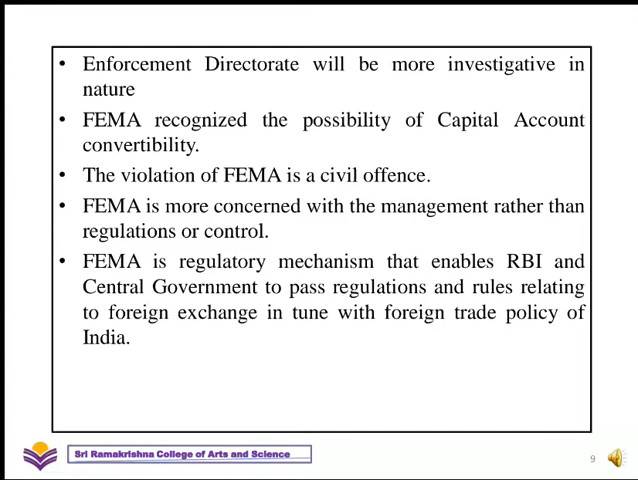 • Enforcement Directorate will be more investigative in
nature
• FEMA recognized the possibility of Capital Account
convertibility.
• The violation of FEMA is a civil offence.
• FEMA is more concerned with the management rather than
regulations or control.
• FEMA is regulatory mechanism that enables RBI and
Central Government to pass regulations and rules relating
to foreign exchange in tune with foreign trade policy of
India.
Sri Ramakrishna College of Arts and Science
9